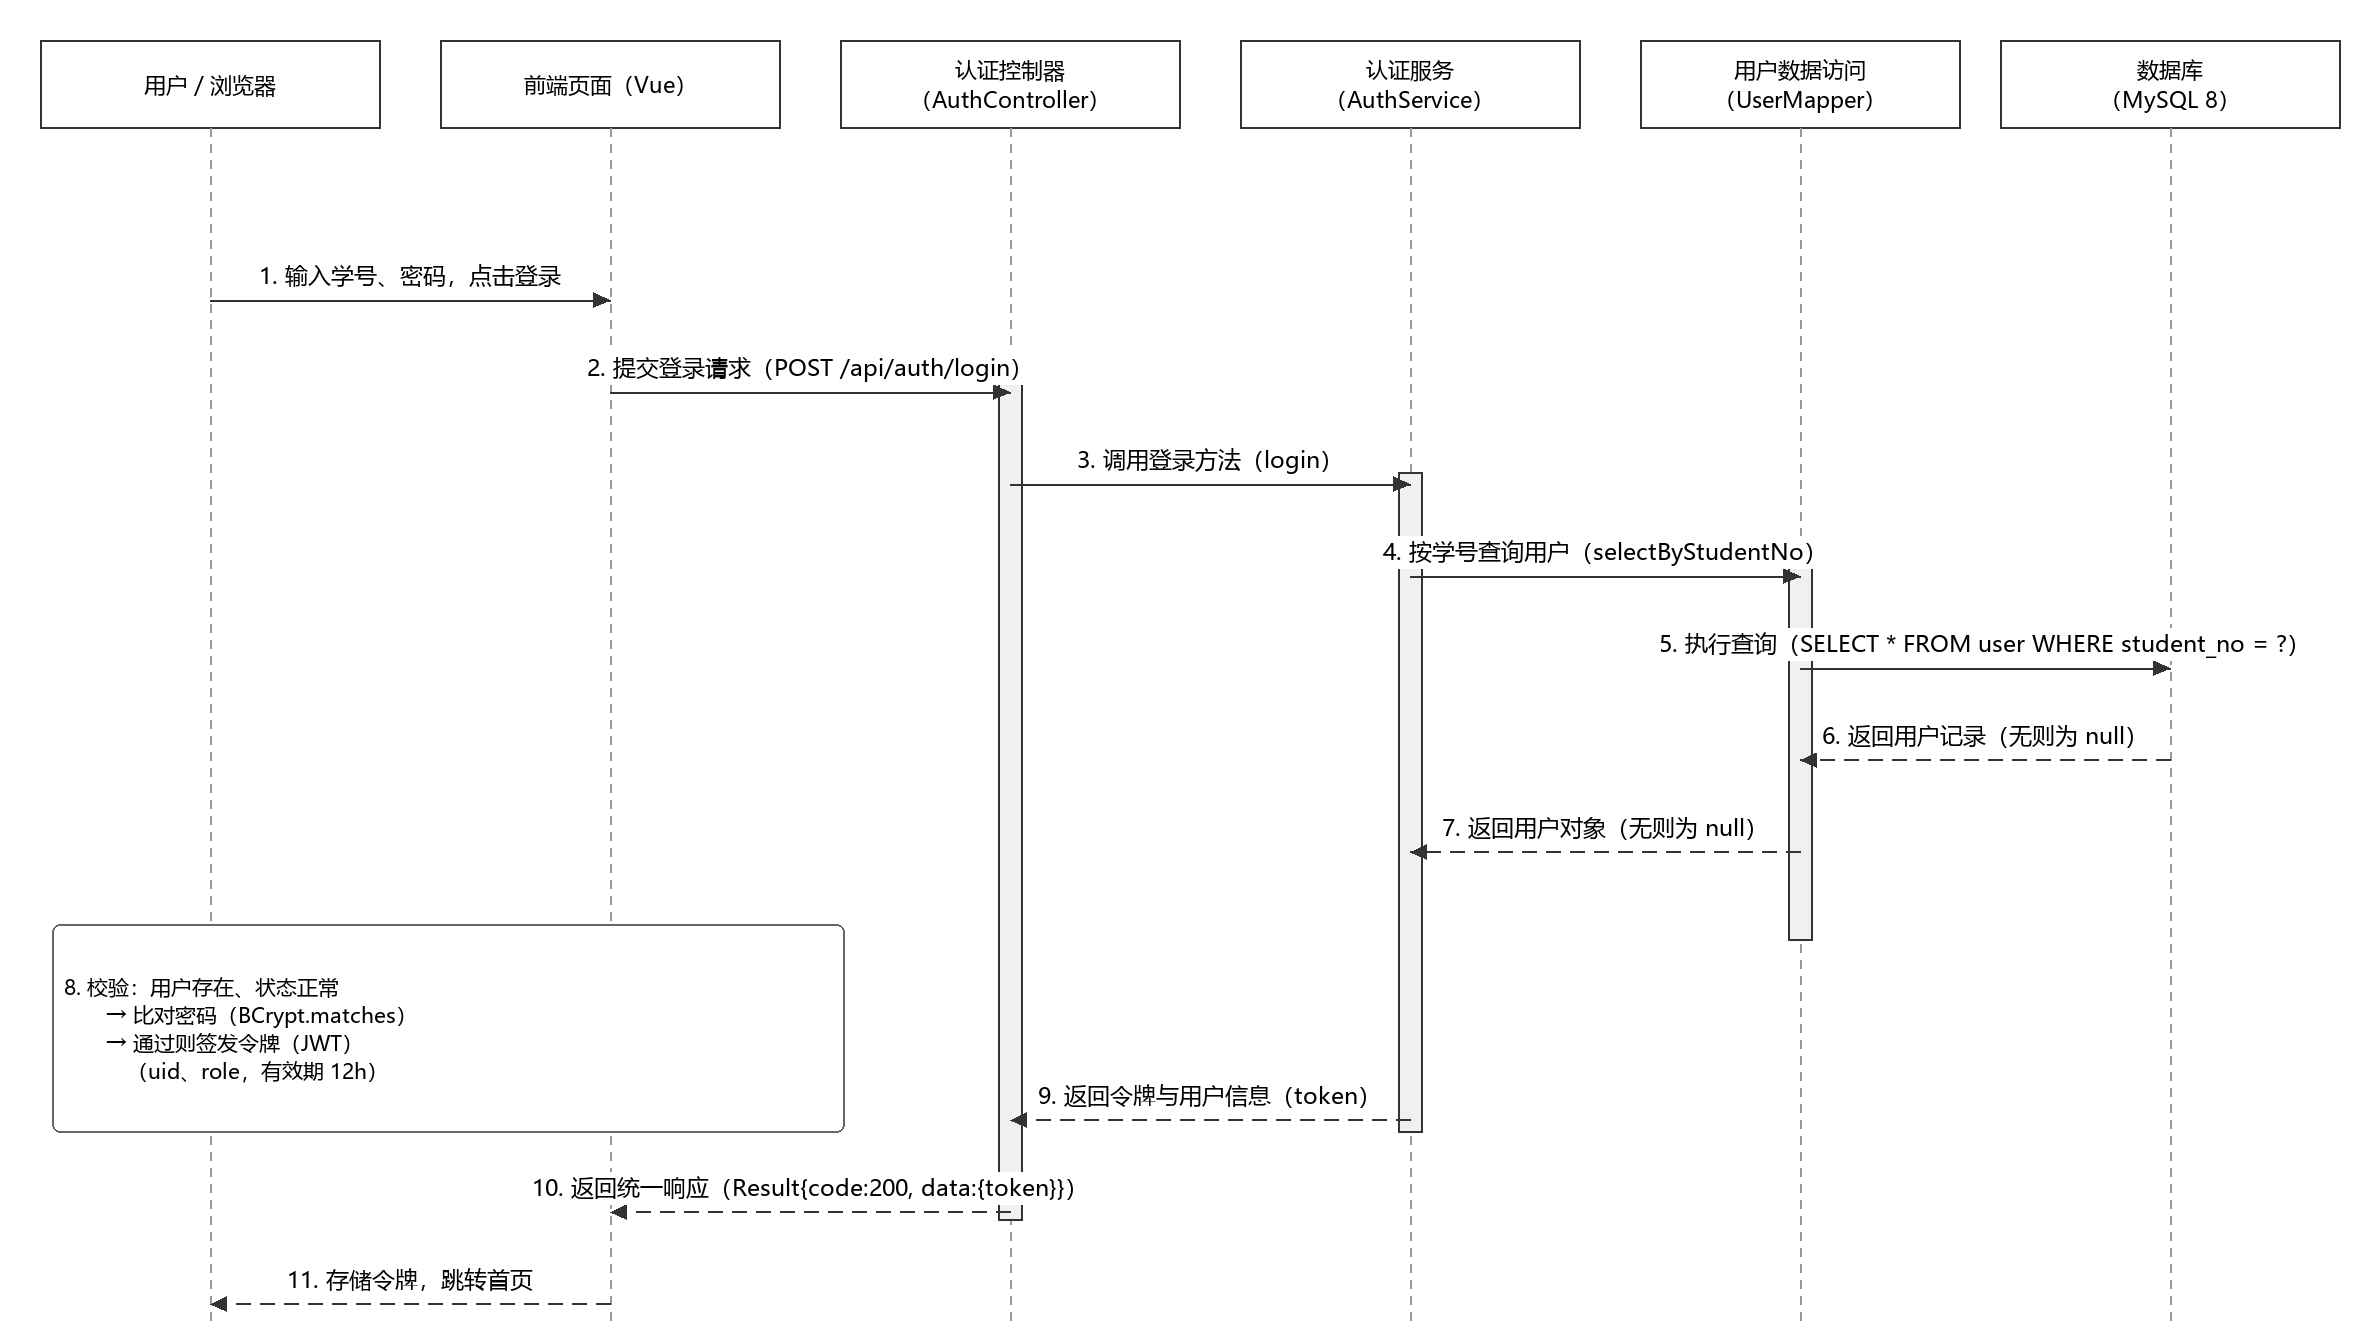 用户 / 浏览器
前端页面（Vue）
认证控制器
（AuthController）
认证服务
（AuthService）
用户数据访问
（UserMapper）
数据库
（MySQL 8）
1. 输入学号、密码，点击登录
2. 提交登录请求（POST /api/auth/login）
3. 调用登录方法（login）
4. 按学号查询用户（selectByStudentNo）
5. 执行查询（SELECT * FROM user WHERE student_no = ?）
6. 返回用户记录（无则为 null）
7. 返回用户对象（无则为 null）
8. 校验：用户存在、状态正常
→ 比对密码（BCrypt.matches）
→ 通过则签发令牌（JWT）
（uid、role，有效期 12h）
9. 返回令牌与用户信息（token）
10. 返回统一响应（Result{code:200, data:{token}}）
11. 存储令牌，跳转首页